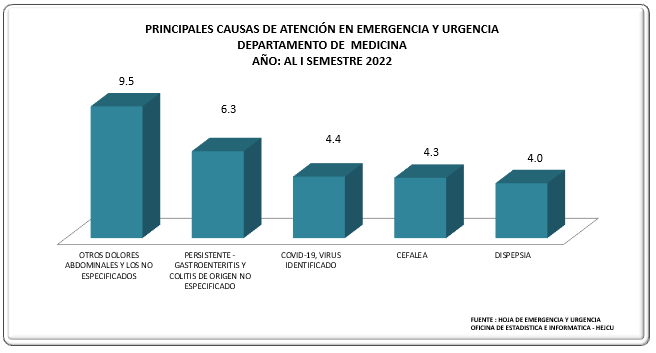 PRINCIPALES CAUSAS DE ATENCIÓN EN EMERGENCIA Y URGENCIA
DEPARTAMENTO DE MEDICINA
AÑO: AL I SEMESTRE 2022
9.5
6.3
4.4
4.3
4.0
OTROS DOLORES
ABDOMINALES Y LOS NO
ESPECIFICADOS
PERSISTENTE -
GASTROENTERITIS Y
COLITIS DE ORIGEN NO
ESPECIFICADO
COVID-19, VIRUS
IDENTIFICADO
CEFALEA
DISPEPSIA
FUENTE : HOJA DE EMERGENCIA Y URGENCIA
OFICINA DE ESTADISTICA E INFORMATICA - HEJCU